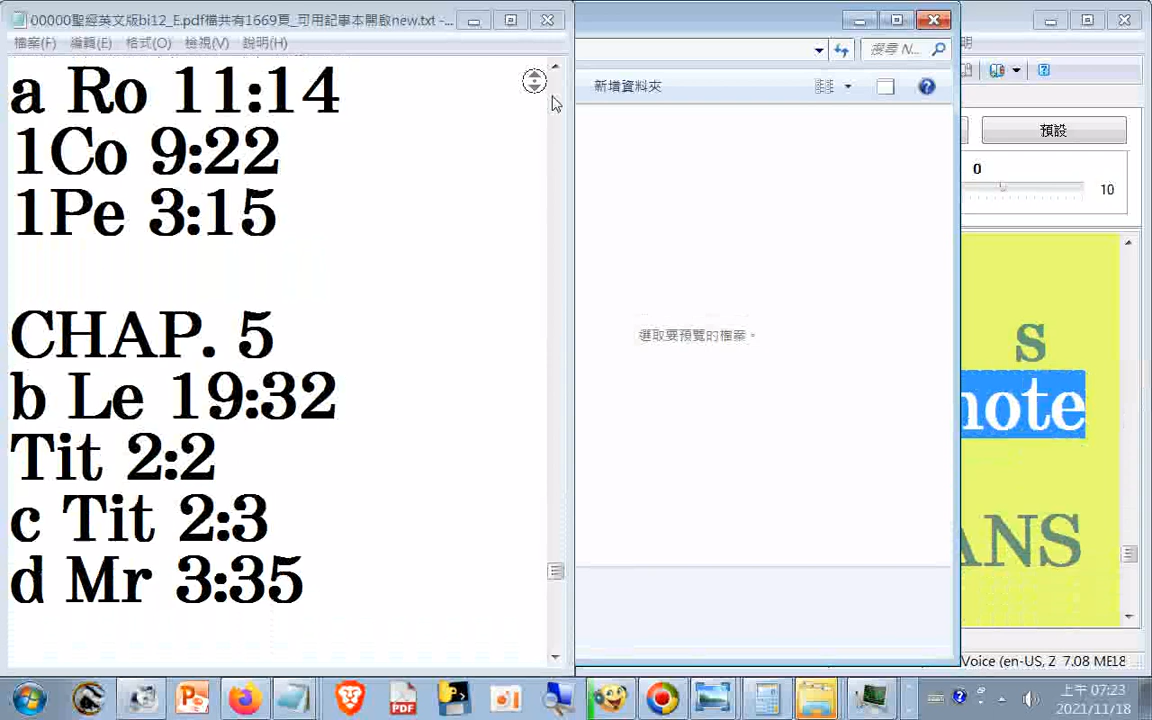 00000聖經英文版bi12_E.pdf檔共有1669頁_可用記事本開啟new.txt -...
檔案(F) 編輯(E) 格式(O) 檢視(V) 說明(H)
a Ro 11:14
1Co 9:22
1Pe 3:15
CHAP. 5
b Le 19:32
Tit 2:2
c Tit 2:3
d Mr 3:35
搜尋 N...
新增資料夾
選取要預覽的檔案。
明
預設
0
10
s
note
ANS
Voice (en-US, Z 7.08 ME18
上午 07:23
2021/11/18